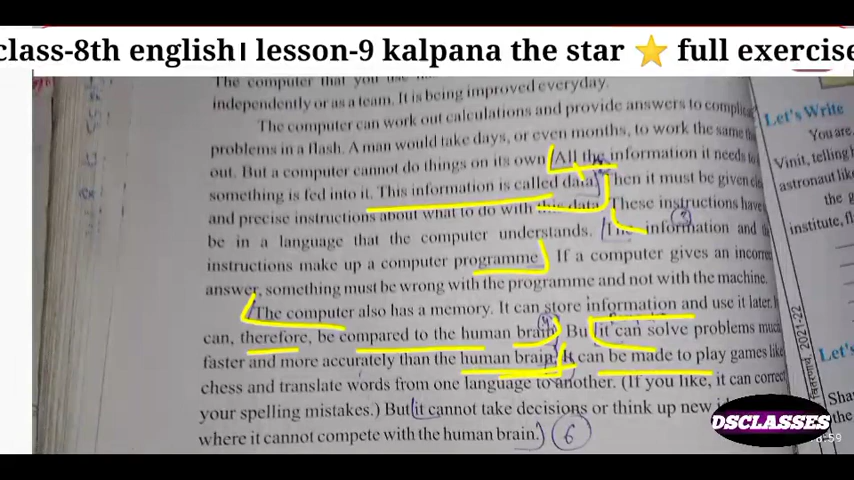 class-8th english। lesson-9 kalpana the star ⭐ full exercise
The computer that you use
independently or as a team. It is being improved everyday.
The computer can work out calculations and provide answers to
problems in a flash. A man would take days, or even months, to work the same
out. But a computer cannot do things on its own. All the information it needs to
something is fed into it. This information is called data. Then it must be given
and precise instructions about what to do with this data. These instructions have
be in a language that the computer understands. The information and
instructions make up a computer programme. If a computer gives an
answer, something must be wrong with the programme and not with the machine.
The computer also has a memory. It can store information and use it later.
can, therefore, be compared to the human brain. But it can solve problems
faster and more accurately than the human brain. It can be made to play games like
chess and translate words from one language to another. (If you like, it can correct
your spelling mistakes.) But it cannot take decisions or think up new
where it cannot compete with the human brain. 6
Let's Write
You are
Vinit, telling
astronaut like
the g
institute, fl
2021-22
Let's
Sha
the
DSCLASSES